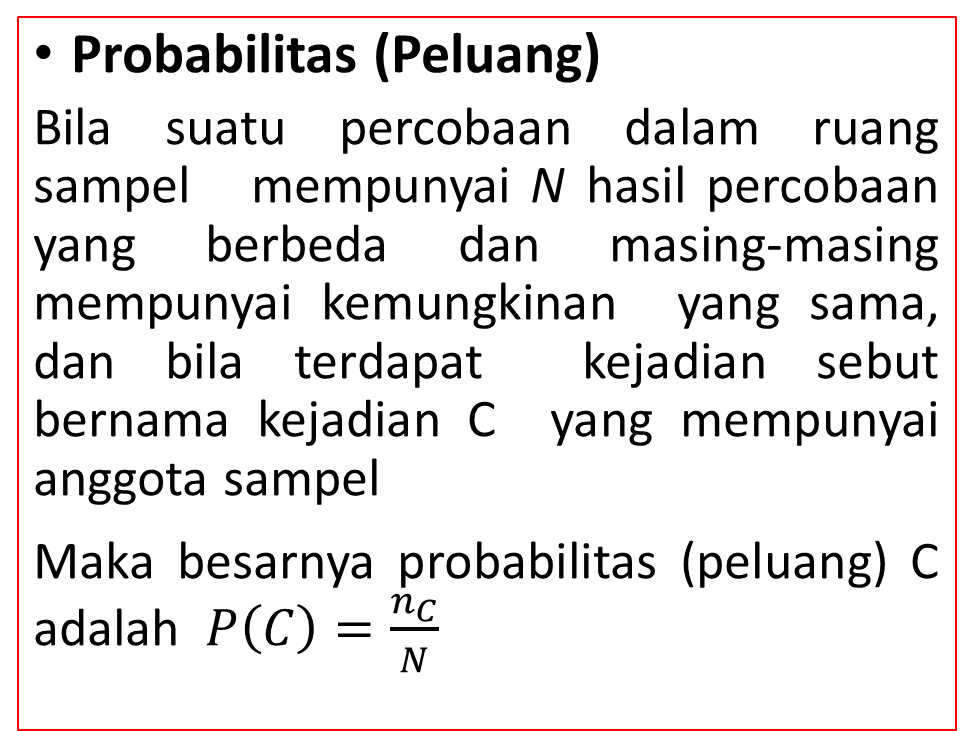 • Probabilitas (Peluang)
Bila suatu percobaan dalam ruang
sampel mempunyai N hasil percobaan
yang berbeda dan masing-masing
mempunyai kemungkinan yang sama,
dan bila terdapat kejadian sebut
bernama kejadian C yang mempunyai
anggota sampel
Maka besarnya probabilitas (peluang) C
adalah P(C) = n_C/N